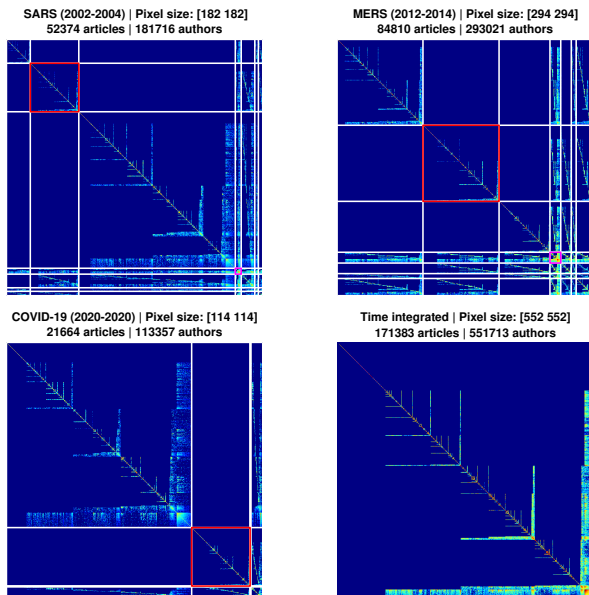 SARS (2002-2004) | Pixel size: [182 182]
52374 articles | 181716 authors
MERS (2012-2014) | Pixel size: [294 294]
84810 articles | 293021 authors
COVID-19 (2020-2020) | Pixel size: [114 114]
21664 articles | 113357 authors
Time integrated | Pixel size: [552 552]
171383 articles | 551713 authors